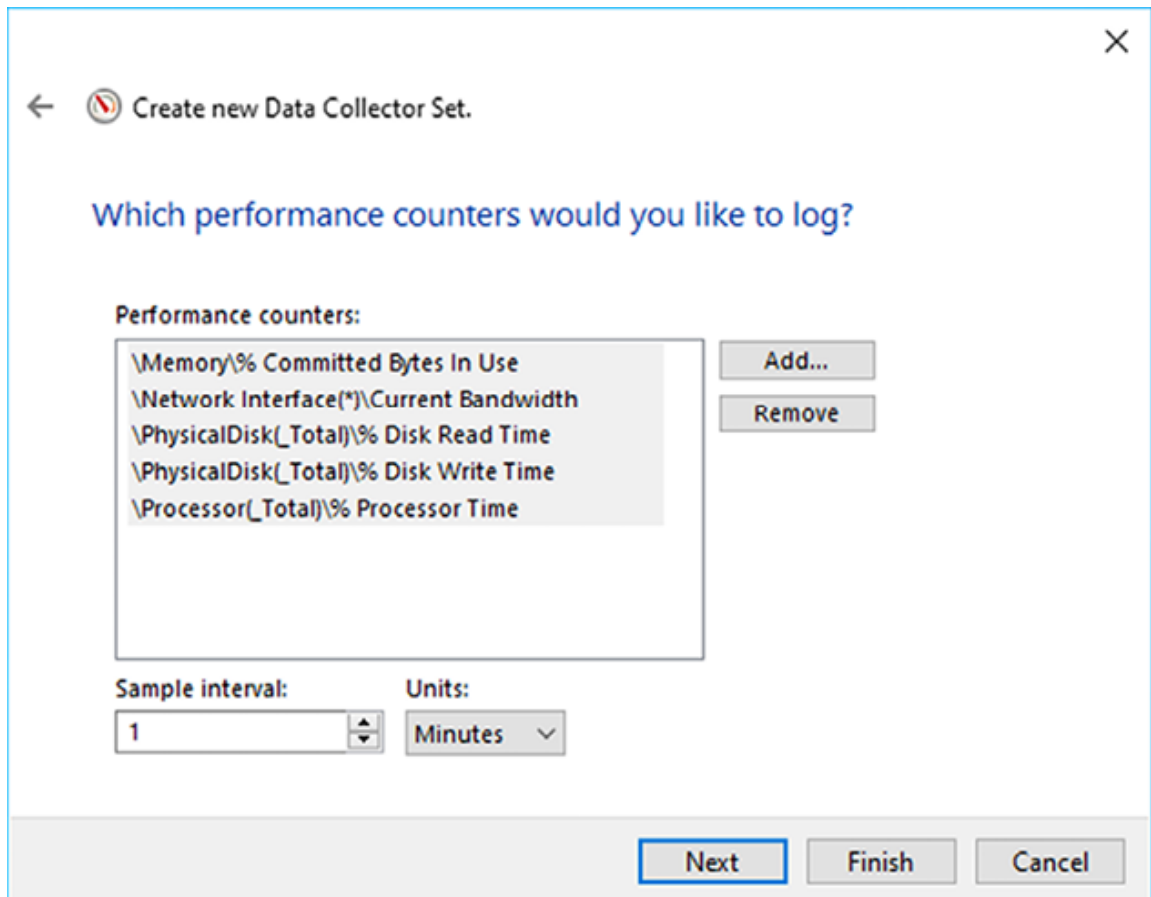 Create new Data Collector Set.
Which performance counters would you like to log?
Performance counters:
\Memory\% Committed Bytes In Use
\Network Interface(*)\Current Bandwidth
\PhysicalDisk(_Total)\% Disk Read Time
\PhysicalDisk(_Total)\% Disk Write Time
\Processor(_Total)\% Processor Time
Add...
Remove
Sample interval:
Units:
1
Minutes
Next
Finish
Cancel